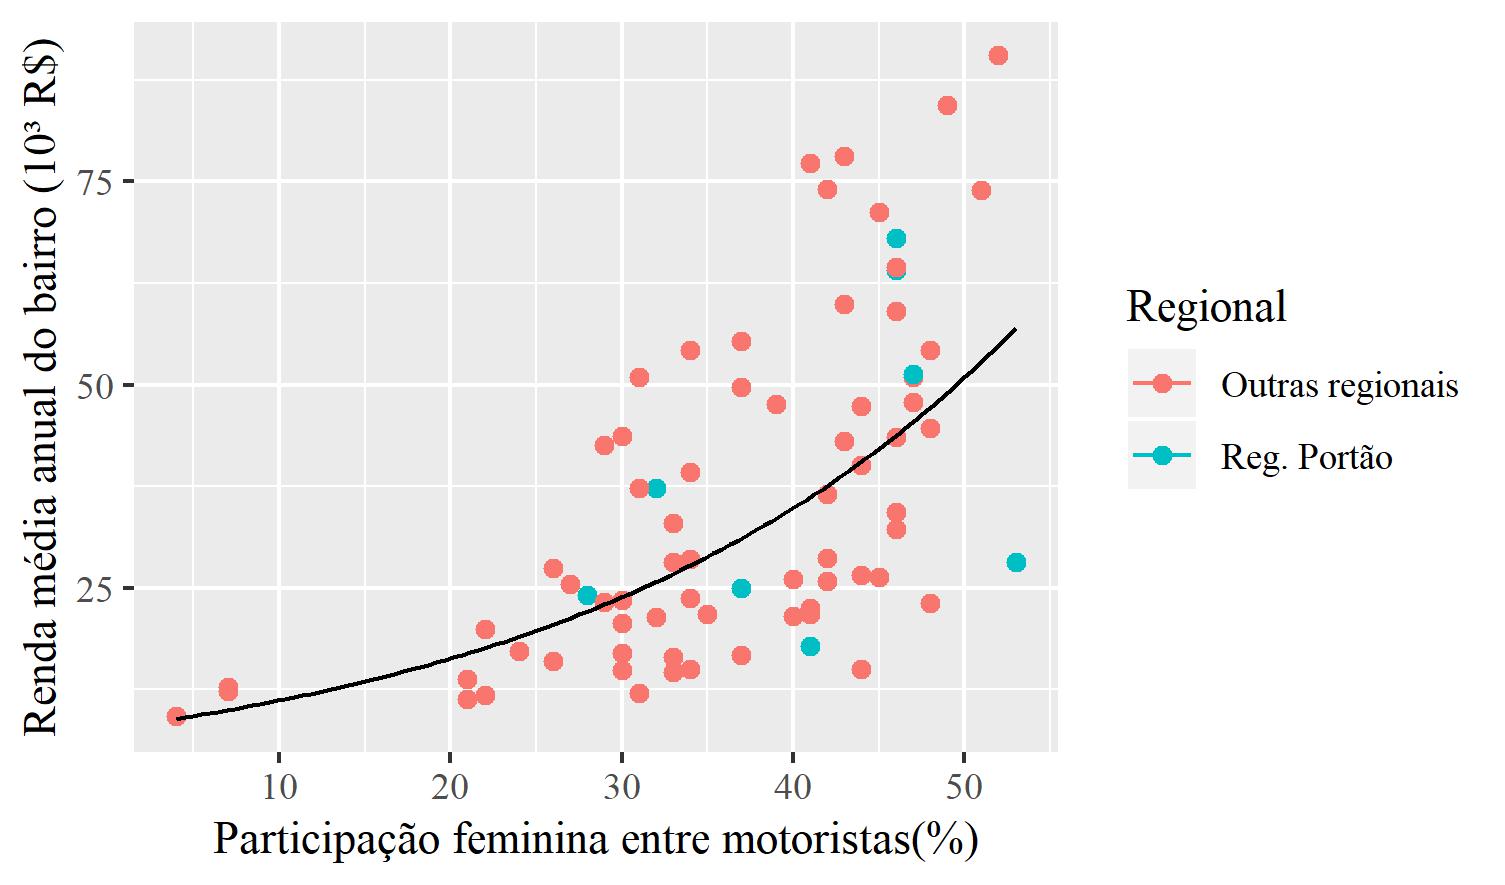 Renda média anual do bairro (10³ R$)
75
50
25
10 20 30 40 50
Participação feminina entre motoristas(%)
Regional
Outras regionais
Reg. Portão